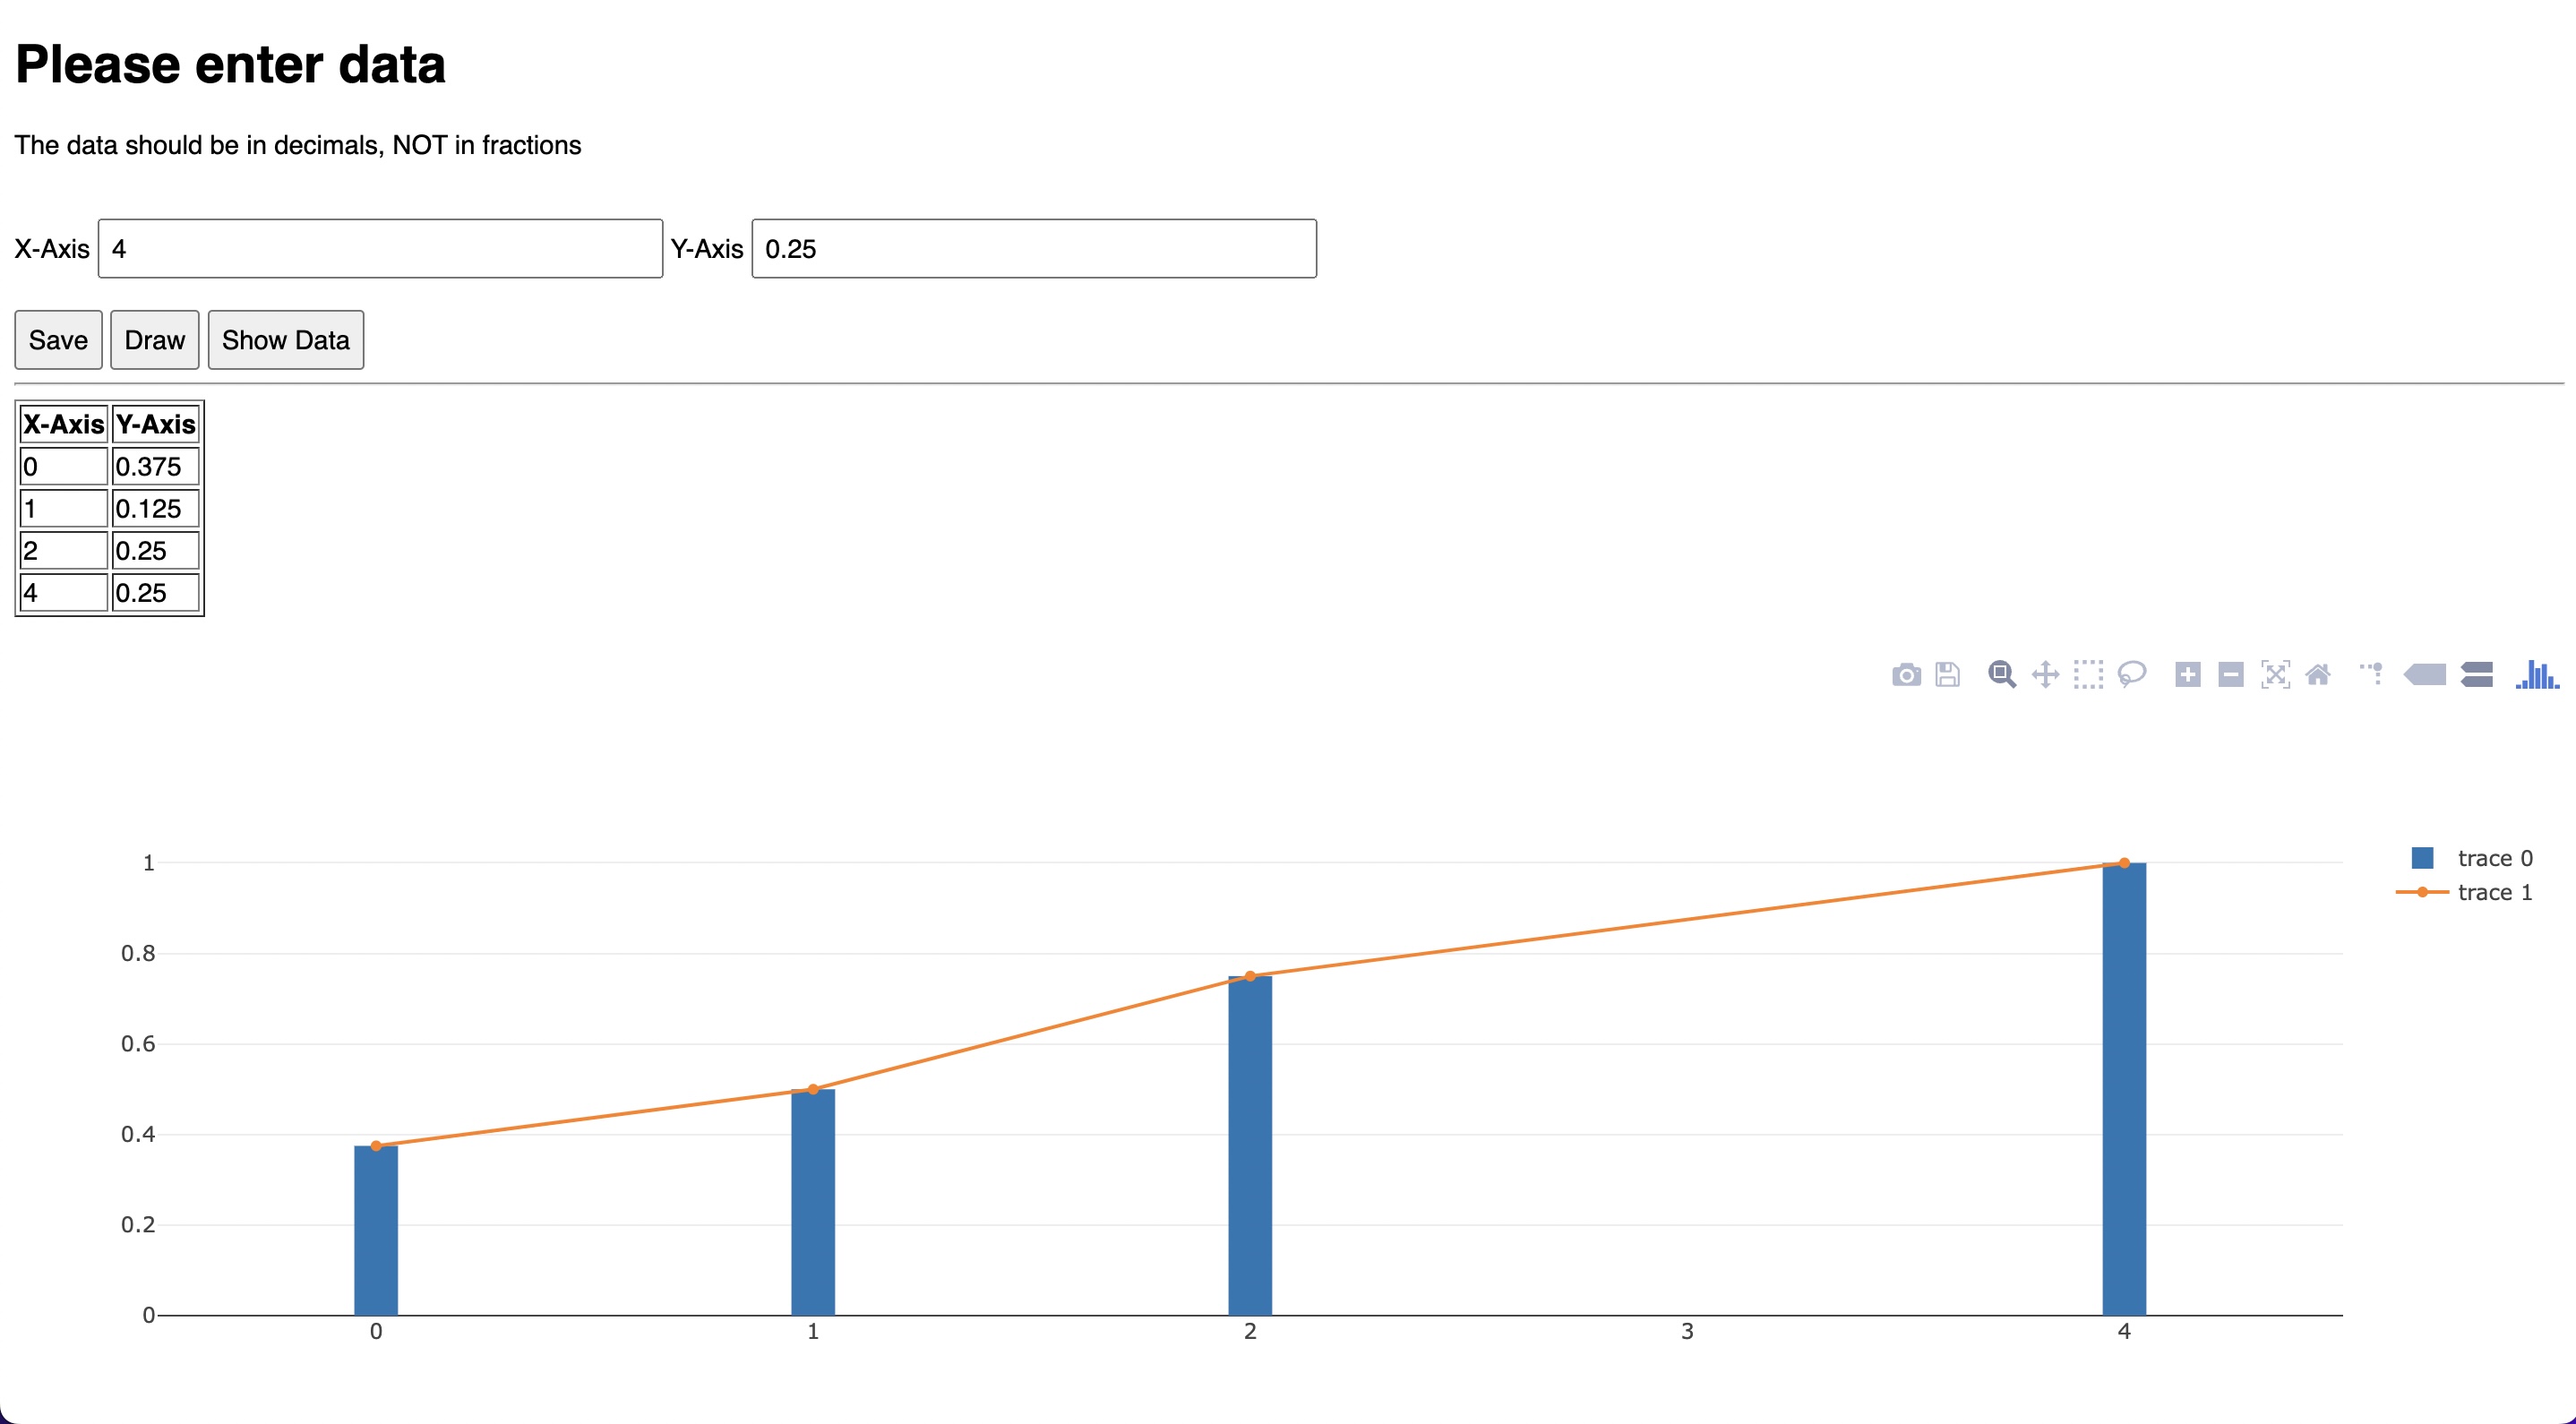 Please enter data
The data should be in decimals, NOT in fractions
X-Axis 4 Y-Axis 0.25
Save Draw Show Data
X-Axis Y-Axis
0 0.375
1 0.125
2 0.25
4 0.25
trace 0
trace 1
1
0.8
0.6
0.4
0.2
0
0 1 2 3 4